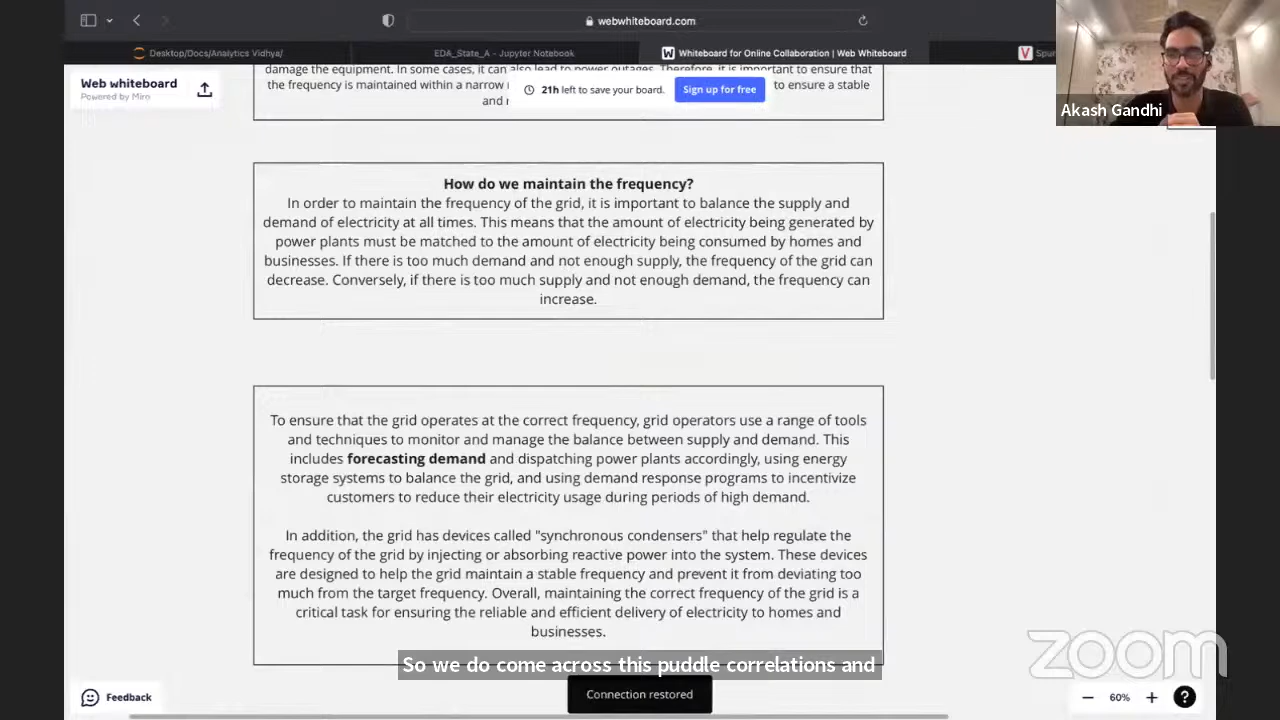 webwhiteboard.com
Desktop/Docs/Analytics Vidhya/
EDA_State_A - Jupyter Notebook
Whiteboard for Online Collaboration | Web Whiteboard
Akash Gandhi
Web whiteboard
Powered by Miro
21h left to save your board.
Sign up for free
damage the equipment. In some cases, it can also lead to power outages. Therefore, it is important to ensure that
the frequency is maintained within a narrow
to ensure a stable
and
How do we maintain the frequency?
In order to maintain the frequency of the grid, it is important to balance the supply and
demand of electricity at all times. This means that the amount of electricity being generated by
power plants must be matched to the amount of electricity being consumed by homes and
businesses. If there is too much demand and not enough supply, the frequency of the grid can
decrease. Conversely, if there is too much supply and not enough demand, the frequency can
increase.
To ensure that the grid operates at the correct frequency, grid operators use a range of tools
and techniques to monitor and manage the balance between supply and demand. This
includes forecasting demand and dispatching power plants accordingly, using energy
storage systems to balance the grid, and using demand response programs to incentivize
customers to reduce their electricity usage during periods of high demand.
In addition, the grid has devices called "synchronous condensers" that help regulate the
frequency of the grid by injecting or absorbing reactive power into the system. These devices
are designed to help the grid maintain a stable frequency and prevent it from deviating too
much from the target frequency. Overall, maintaining the correct frequency of the grid is a
critical task for ensuring the reliable and efficient delivery of electricity to homes and
businesses.
So we do come across this puddle correlations and
Connection restored
Feedback
60%
zoom